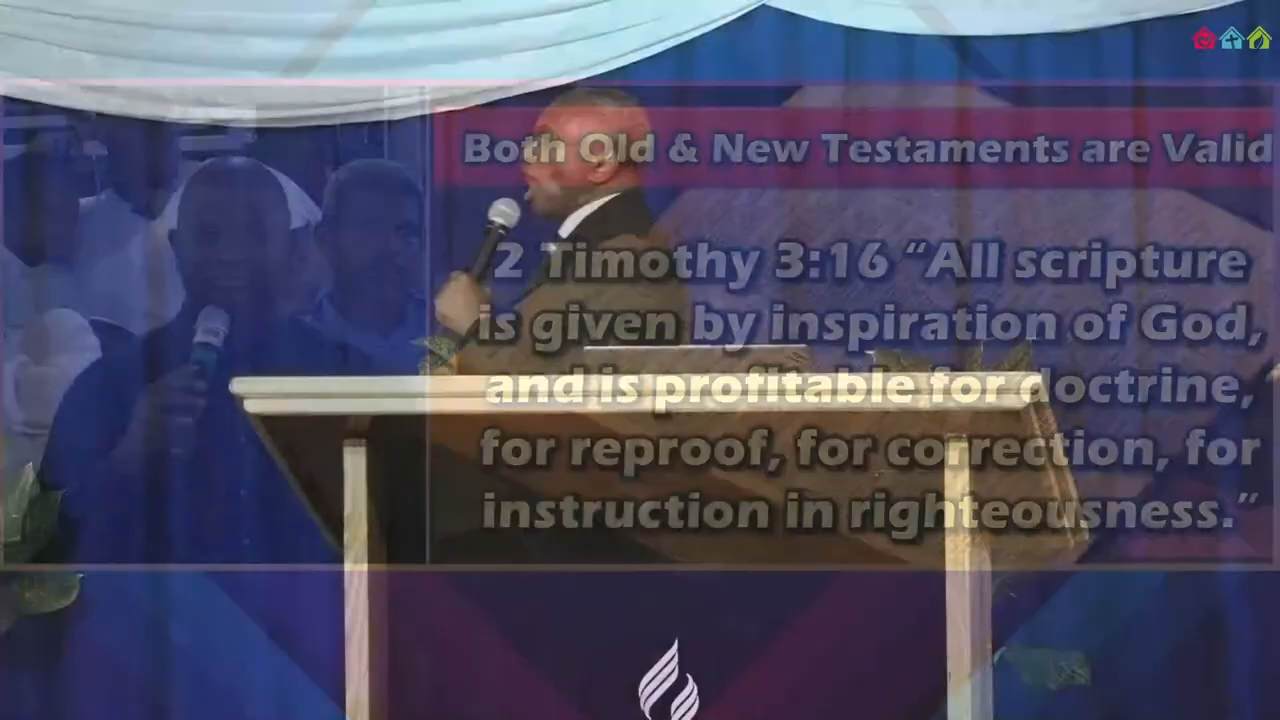 Both Old & New Testaments are Valid
2 Timothy 3:16 “All scripture
is given by inspiration of God,
and is profitable for doctrine,
for reproof, for correction, for
instruction in righteousness.”